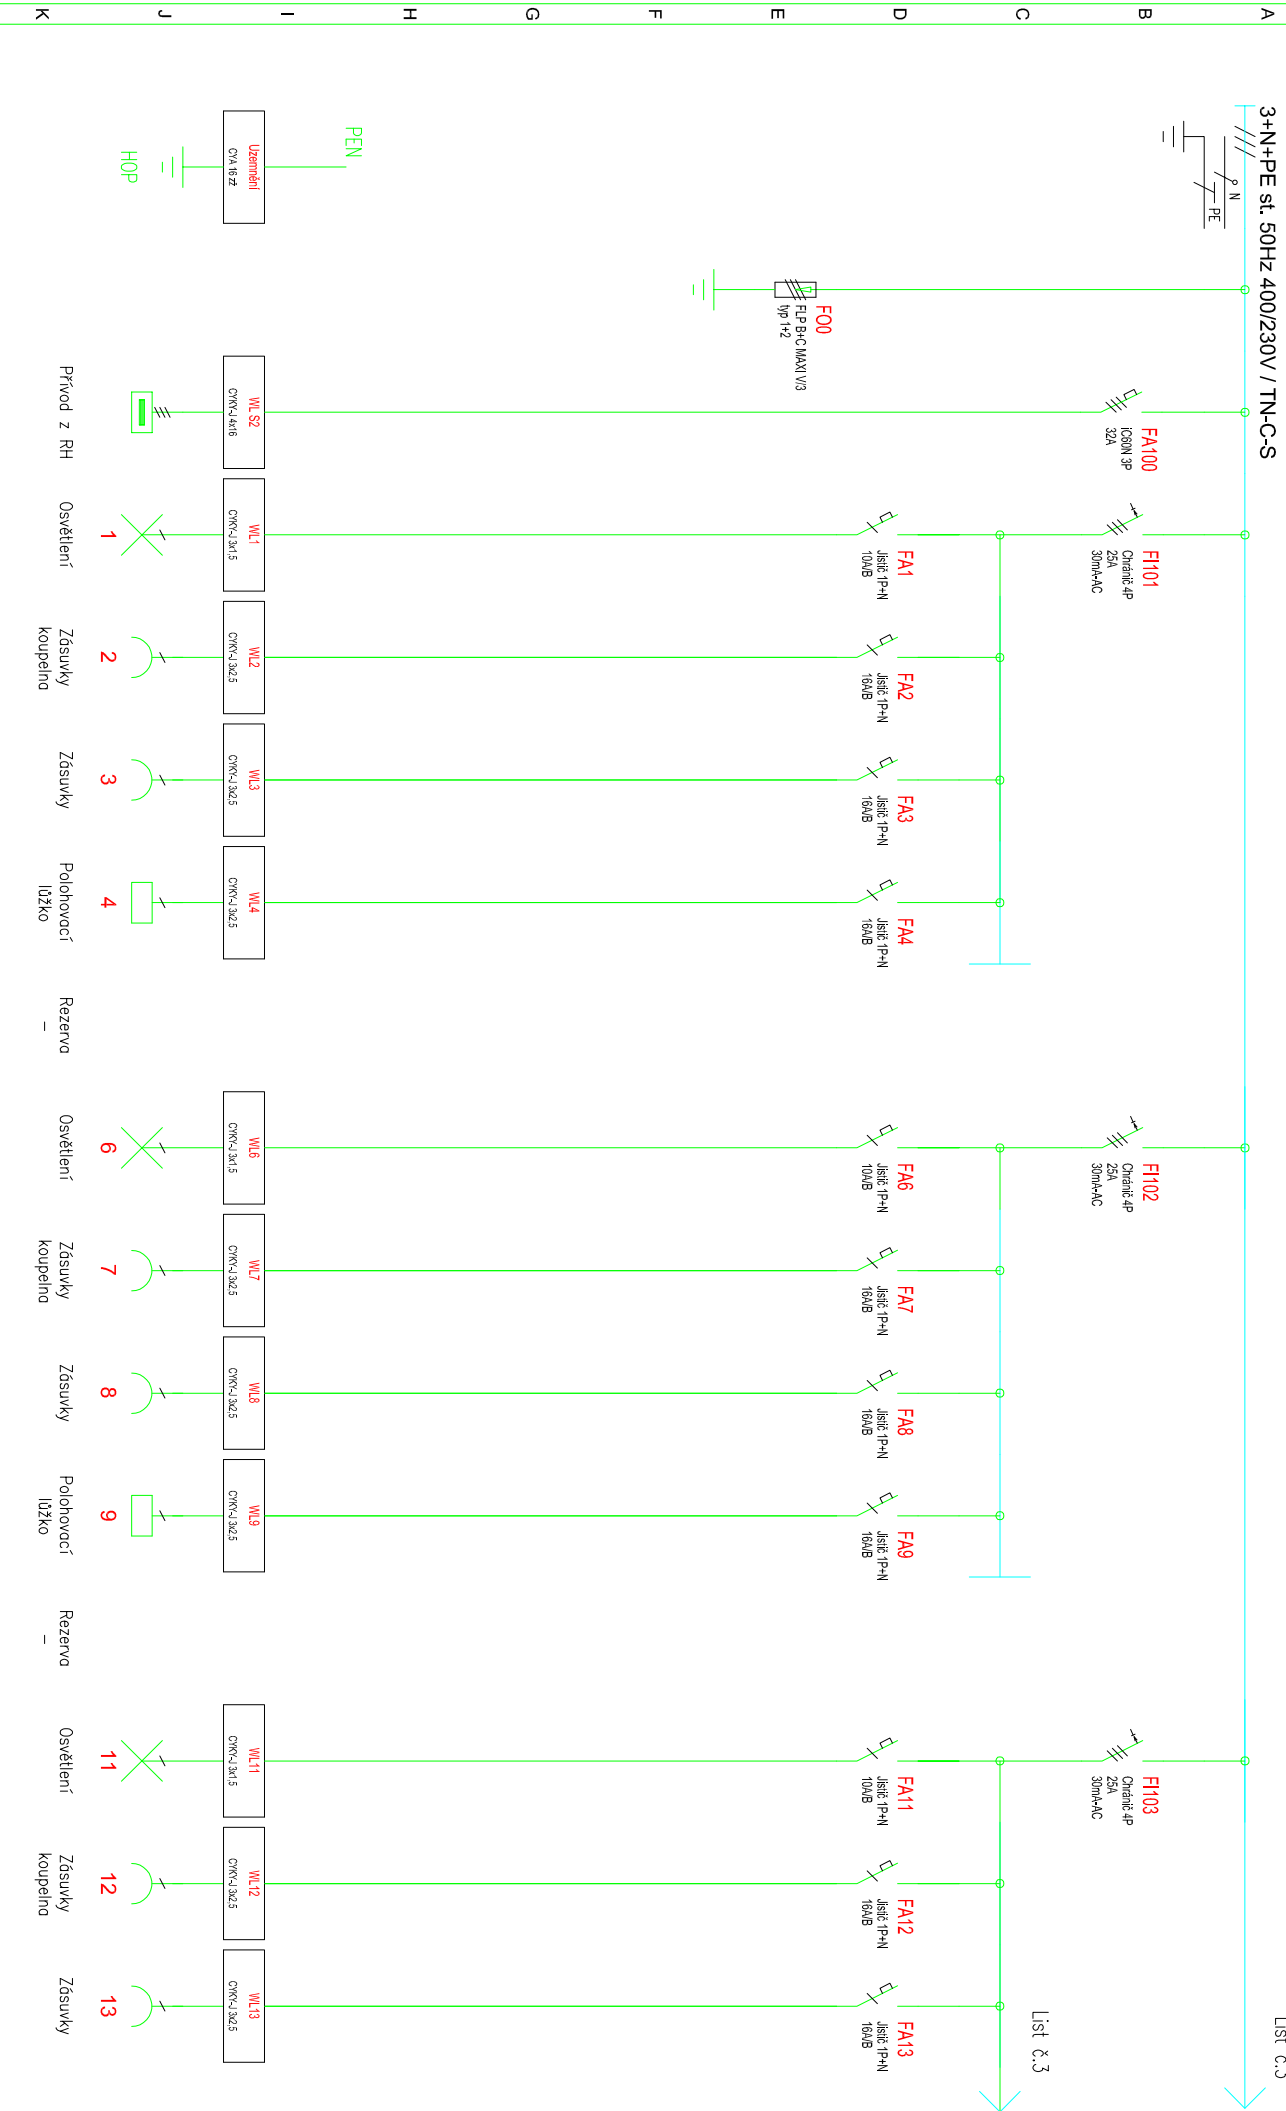 A
B
C
D
E
F
G
H
I
J
K
3+N+PE st. 50Hz 400/230V / TN-C-S
N
PE
PEN
Uzemnění
CYA 16 zž
HOP
FO0
FLP B+C MAXI V/3
typ 1+2
FA100
iC60N 3P
32A
WL S2
CYKY-J 4x16
Přívod z RH
FI101
Chránič 4P
25A
30mA-AC
FA1
Jistič 1P+N
10A/B
WL1
CYKY-J 3x1,5
1
Osvětlení
FA2
Jistič 1P+N
16A/B
WL2
CYKY-J 3x2,5
2
Zásuvky
koupelna
FA3
Jistič 1P+N
16A/B
WL3
CYKY-J 3x2,5
3
Zásuvky
FA4
Jistič 1P+N
16A/B
WL4
CYKY-J 3x2,5
4
Polohovací
lůžko
Rezerva
–
FI102
Chránič 4P
25A
30mA-AC
FA6
Jistič 1P+N
10A/B
WL6
CYKY-J 3x1,5
6
Osvětlení
FA7
Jistič 1P+N
16A/B
WL7
CYKY-J 3x2,5
7
Zásuvky
koupelna
FA8
Jistič 1P+N
16A/B
WL8
CYKY-J 3x2,5
8
Zásuvky
FA9
Jistič 1P+N
16A/B
WL9
CYKY-J 3x2,5
9
Polohovací
lůžko
Rezerva
–
FI103
Chránič 4P
25A
30mA-AC
FA11
Jistič 1P+N
10A/B
WL11
CYKY-J 3x1,5
11
Osvětlení
FA12
Jistič 1P+N
16A/B
WL12
CYKY-J 3x2,5
12
Zásuvky
koupelna
FA13
Jistič 1P+N
16A/B
WL13
CYKY-J 3x2,5
13
Zásuvky
List č.3
List č.3